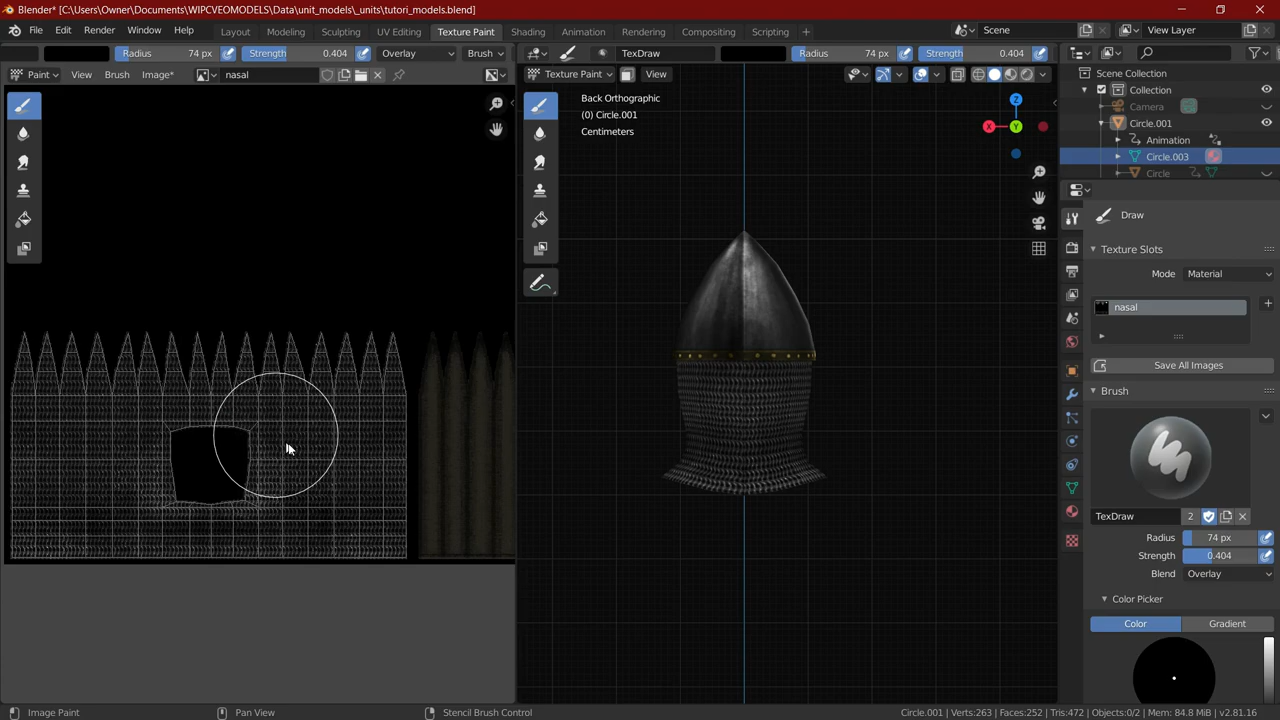 Blender* [C:\Users\Owner\Documents\WIPCVEOMODELS\Data\unit_models\_units\tutori_models.blend]
File Edit Render Window Help Layout Modeling Sculpting UV Editing Texture Paint Shading Animation Rendering Compositing Scripting + Scene View Layer
Radius 74 px Strength 0.404 Overlay Brush TexDraw Radius 74 px Strength 0.404
Paint View Brush Image* nasal Texture Paint View
Scene Collection
Collection
Camera
Circle.001
Animation
Circle.003
Circle
Back Orthographic
(0) Circle.001
Centimeters
X
Y
Z
Draw
Texture Slots
Mode Material
nasal
Save All Images
Brush
TexDraw 2
Radius 74 px
Strength 0.404
Blend Overlay
Color Picker
Color Gradient
Image Paint Pan View Stencil Brush Control Circle.001 | Verts:263 | Faces:252 | Tris:472 | Objects:0/2 | Mem: 84.8 MiB | v2.81.16